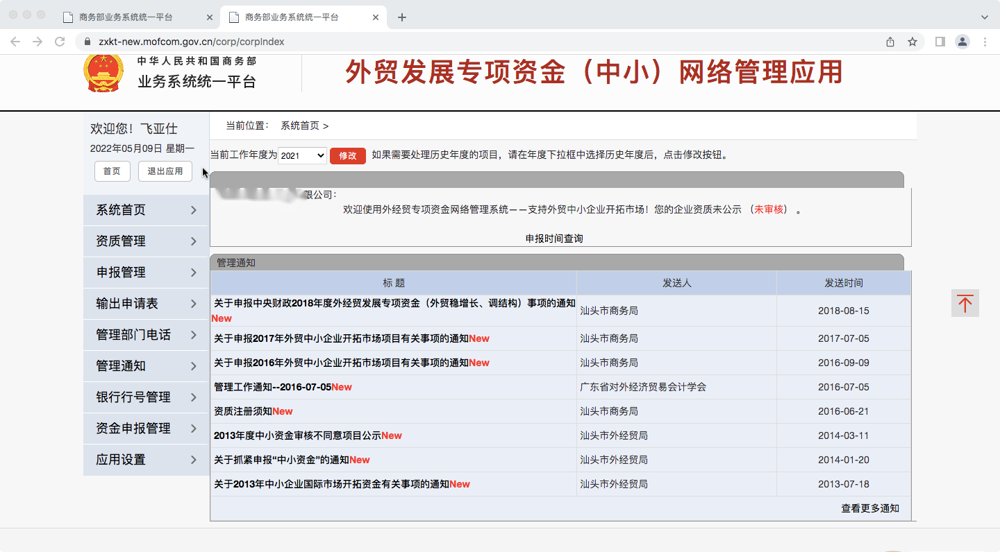 商务部业务系统统一平台
商务部业务系统统一平台
zxkt-new.mofcom.gov.cn/corp/corpIndex
中华人民共和国商务部
业务系统统一平台
外贸发展专项资金（中小）网络管理应用
欢迎您！飞亚仕
2022年05月09日 星期一
首页 退出应用
系统首页
资质管理
申报管理
输出申请表
管理部门电话
管理通知
银行行号管理
资金申报管理
应用设置
当前位置： 系统首页 >
当前工作年度为 2021 修改 如果需要处理历史年度的项目，请在年度下拉框中选择历史年度后，点击修改按钮。
限公司：
欢迎使用外经贸专项资金网络管理系统——支持外贸中小企业开拓市场！您的企业资质未公示 （未审核） 。
申报时间查询
管理通知
标 题 发送人 发送时间
关于申报中央财政2018年度外经贸发展专项资金（外贸稳增长、调结构）事项的通知
New 汕头市商务局 2018-08-15
关于申报2017年外贸中小企业开拓市场项目有关事项的通知New 汕头市商务局 2017-07-05
关于申报2016年外贸中小企业开拓市场项目有关事项的通知New 汕头市商务局 2016-09-09
管理工作通知--2016-07-05New 广东省对外经济贸易会计学会 2016-07-05
资质注册须知New 汕头市商务局 2016-06-21
2013年度中小资金审核不同意项目公示New 汕头市外经贸局 2014-03-11
关于抓紧申报“中小资金”的通知New 汕头市外经贸局 2014-01-20
关于2013年中小企业国际市场开拓资金有关事项的通知New 汕头市外经贸局 2013-07-18
查看更多通知